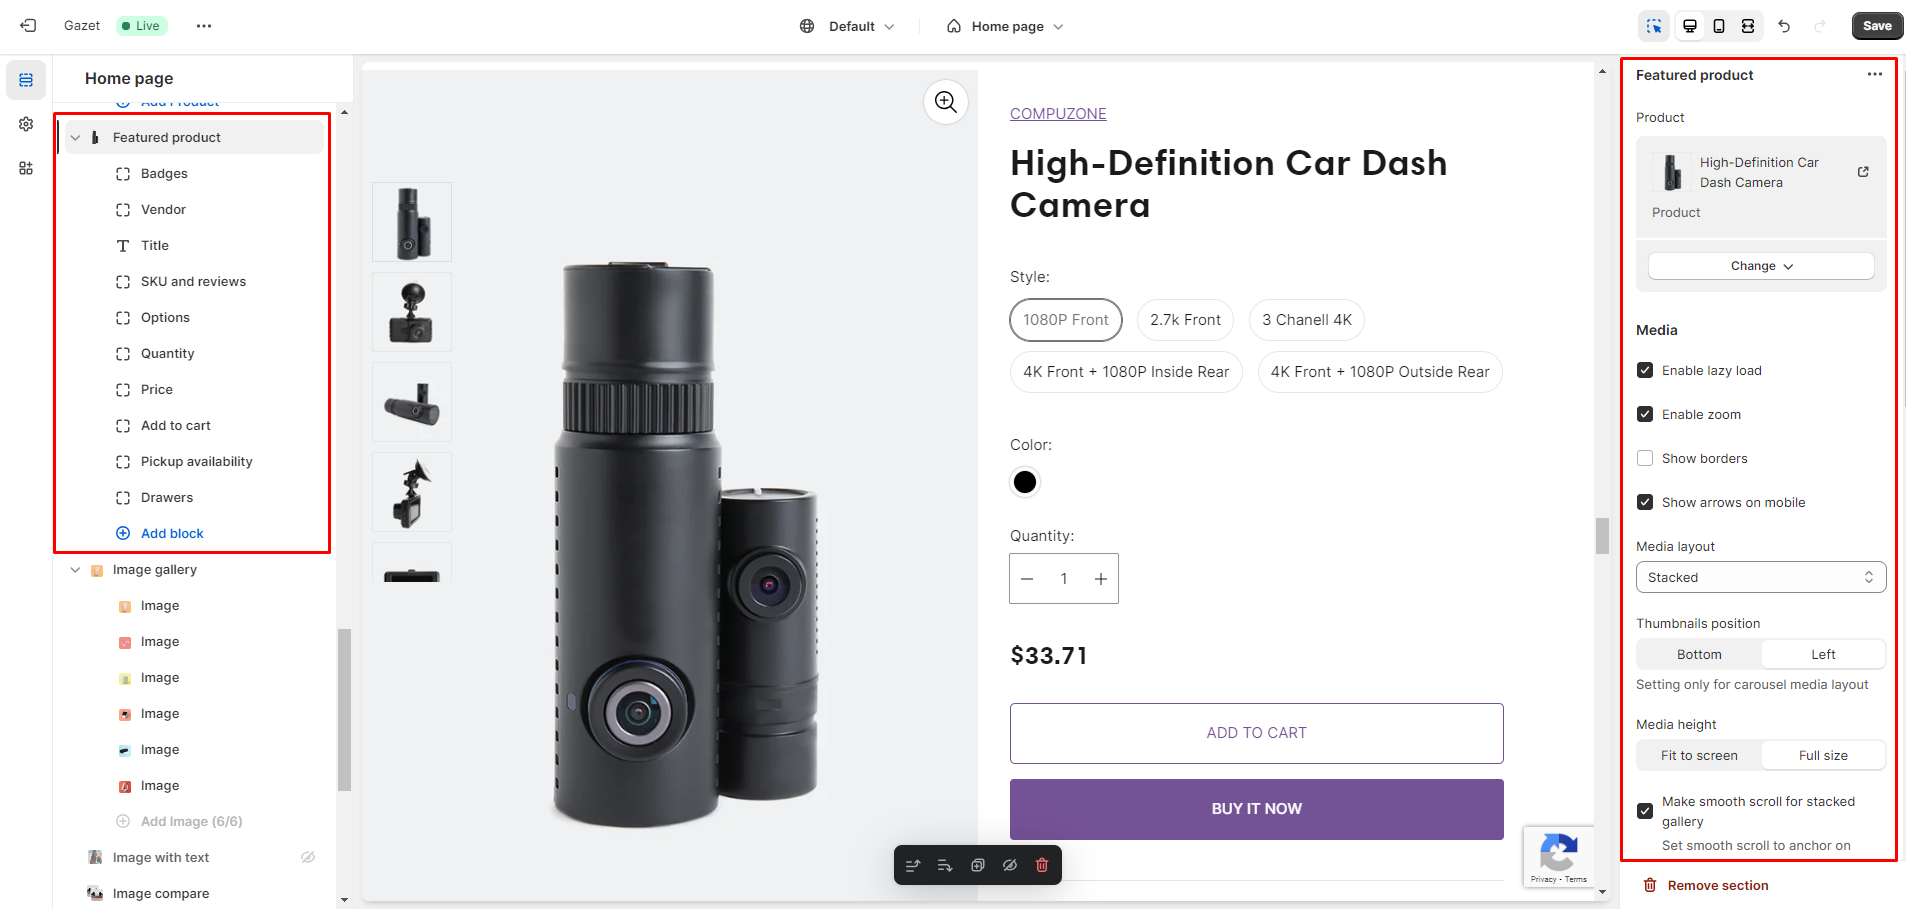 Gazet
Live
Default
Home page
Save
Home page
Add Product
Featured product
Badges
Vendor
Title
SKU and reviews
Options
Quantity
Price
Add to cart
Pickup availability
Drawers
Add block
Image gallery
Image
Image
Image
Image
Image
Image
Add Image (6/6)
Image with text
Image compare
COMPUZONE
High-Definition Car Dash
Camera
Style:
1080P Front
2.7k Front
3 Chanell 4K
4K Front + 1080P Inside Rear
4K Front + 1080P Outside Rear
Color:
Quantity:
1
$33.71
ADD TO CART
BUY IT NOW
Privacy - Terms
Featured product
Product
High-Definition Car
Dash Camera
Product
Change
Media
Enable lazy load
Enable zoom
Show borders
Show arrows on mobile
Media layout
Stacked
Thumbnails position
Bottom
Left
Setting only for carousel media layout
Media height
Fit to screen
Full size
Make smooth scroll for stacked
gallery
Set smooth scroll to anchor on
Remove section